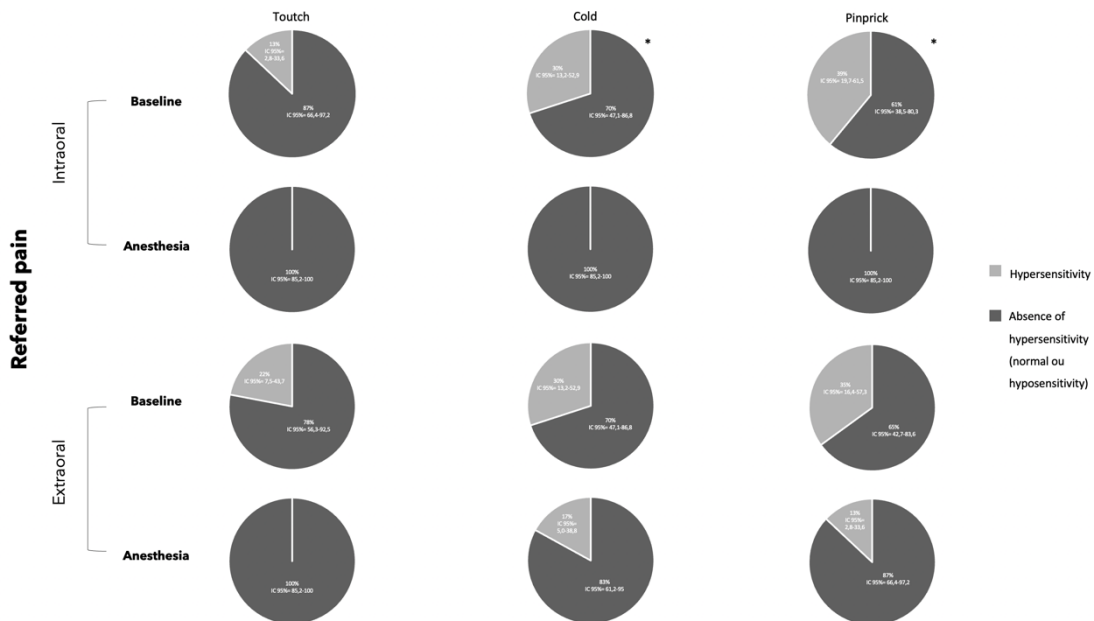 Toutch
Cold
Pinprick
Referred pain
Intraoral
Baseline
13%
IC 95%=
2,8-33,6
87%
IC 95%= 66,4-97,2
30%
IC 95%= 13,2-52,9
70%
IC 95%= 47,1-86,8
*
39%
IC 95%= 19,7-61,5
61%
IC 95%= 38,5-80,3
*
Anesthesia
100%
IC 95%= 85,2-100
100%
IC 95%= 85,2-100
100%
IC 95%= 85,2-100
Hypersensitivity
Absence of
hypersensitivity
(normal ou
hyposensitivity)
Extraoral
Baseline
22%
IC 95%= 7,5-43,7
78%
IC 95%= 56,3-92,5
30%
IC 95%= 13,2-52,9
70%
IC 95%= 47,1-86,8
35%
IC 95%= 16,4-57,3
65%
IC 95%= 42,7-83,6
Anesthesia
100%
IC 95%= 85,2-100
17%
IC 95%=
5,0-38,8
83%
IC 95%= 61,2-95
13%
IC 95%=
2,8-33,6
87%
IC 95%= 66,4-97,2